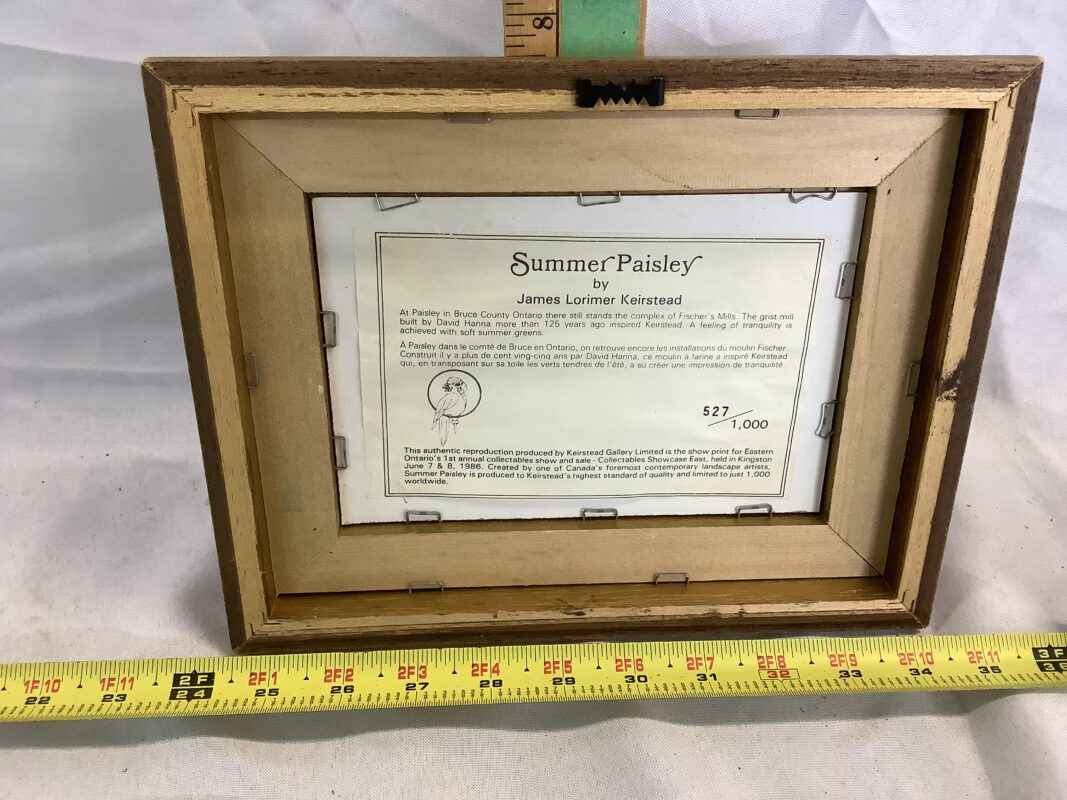 8
Summer Paisley
by
James Lorimer Keirstead
At Paisley in Bruce County Ontario there still stands the complex of Fischer's Mills. The grist mill
built by David Hanna more than 125 years ago inspired Keirstead. A feeling of tranquility is
achieved with soft summer greens.
À Paisley dans le comté de Bruce en Ontario, on retrouve encore les installations du moulin Fischer.
Construit il y a plus de cent ving-cinq ans par David Hanna, ce moulin à farine a inspiré Keirstead
qui, en transposant sur sa toile les verts tendres de l'été, a su créer une impression de tranquilité.
527/1,000
This authentic reproduction produced by Keirstead Gallery Limited is the show print for Eastern
Ontario's 1st annual collectables show and sale - Collectables Showcase East, held in Kingston
June 7 & 8, 1986. Created by one of Canada's foremost contemporary landscape artists,
Summer Paisley is produced to Keirstead's highest standard of quality and limited to just 1,000
worldwide.
1F10 1F11 2F 2F1 2F2 2F3 2F4 2F5 2F6 2F7 2F8 2F9 2F10 2F11 3F
22 23 24 25 26 27 28 29 30 31 32 33 34 35 36